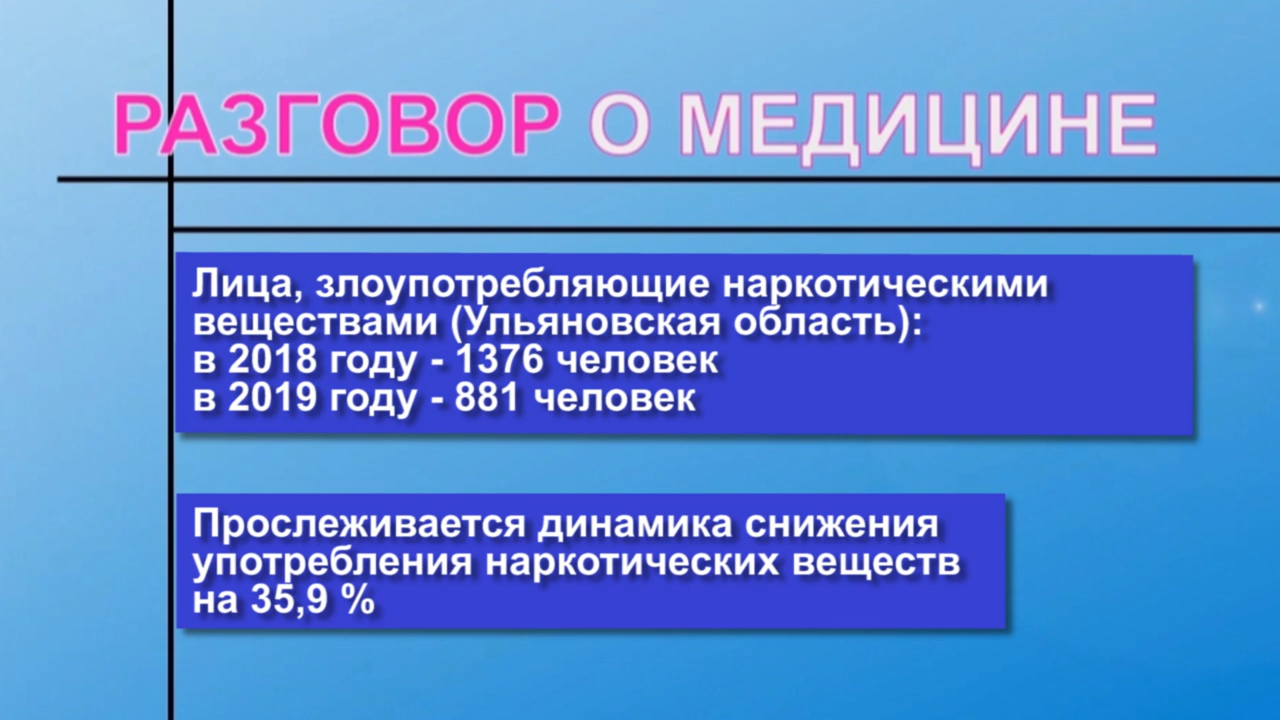 РАЗГОВОР О МЕДИЦИНЕ
Лица, злоупотребляющие наркотическими
веществами (Ульяновская область):
в 2018 году - 1376 человек
в 2019 году - 881 человек
Прослеживается динамика снижения
употребления наркотических веществ
на 35,9 %